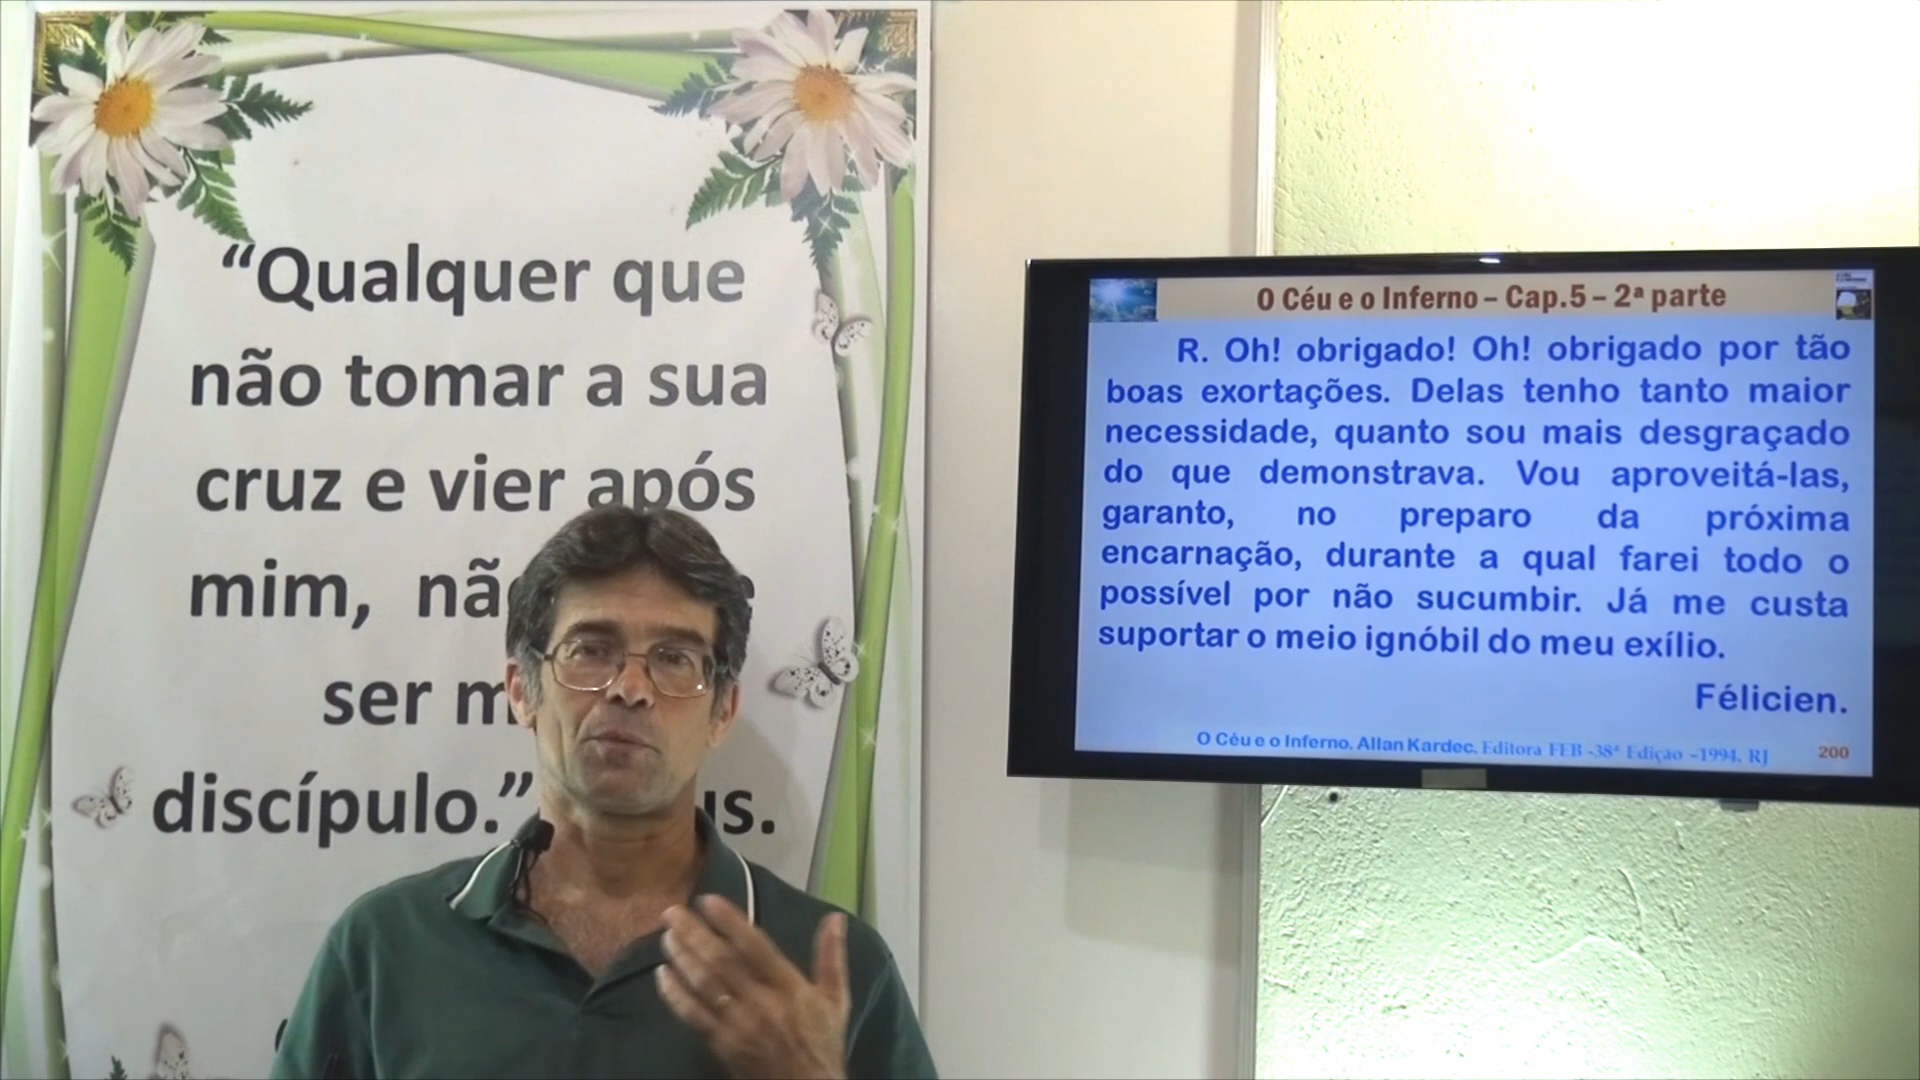 “Qualquer que
não tomar a sua
cruz e vier após
mim, 
ser
discípulo.”
O Céu e o Inferno – Cap.5 – 2ª parte
R. Oh! obrigado! Oh! obrigado por tão
boas exortações. Delas tenho tanto maior
necessidade, quanto sou mais desgraçado
do que demonstrava. Vou aproveitá-las,
garanto, no preparo da próxima
encarnação, durante a qual farei todo o
possível por não sucumbir. Já me custa
suportar o meio ignóbil do meu exílio.
Félicien.
O Céu e o Inferno. Allan Kardec. Editora FEB -38ª Edição –1994. RJ
200